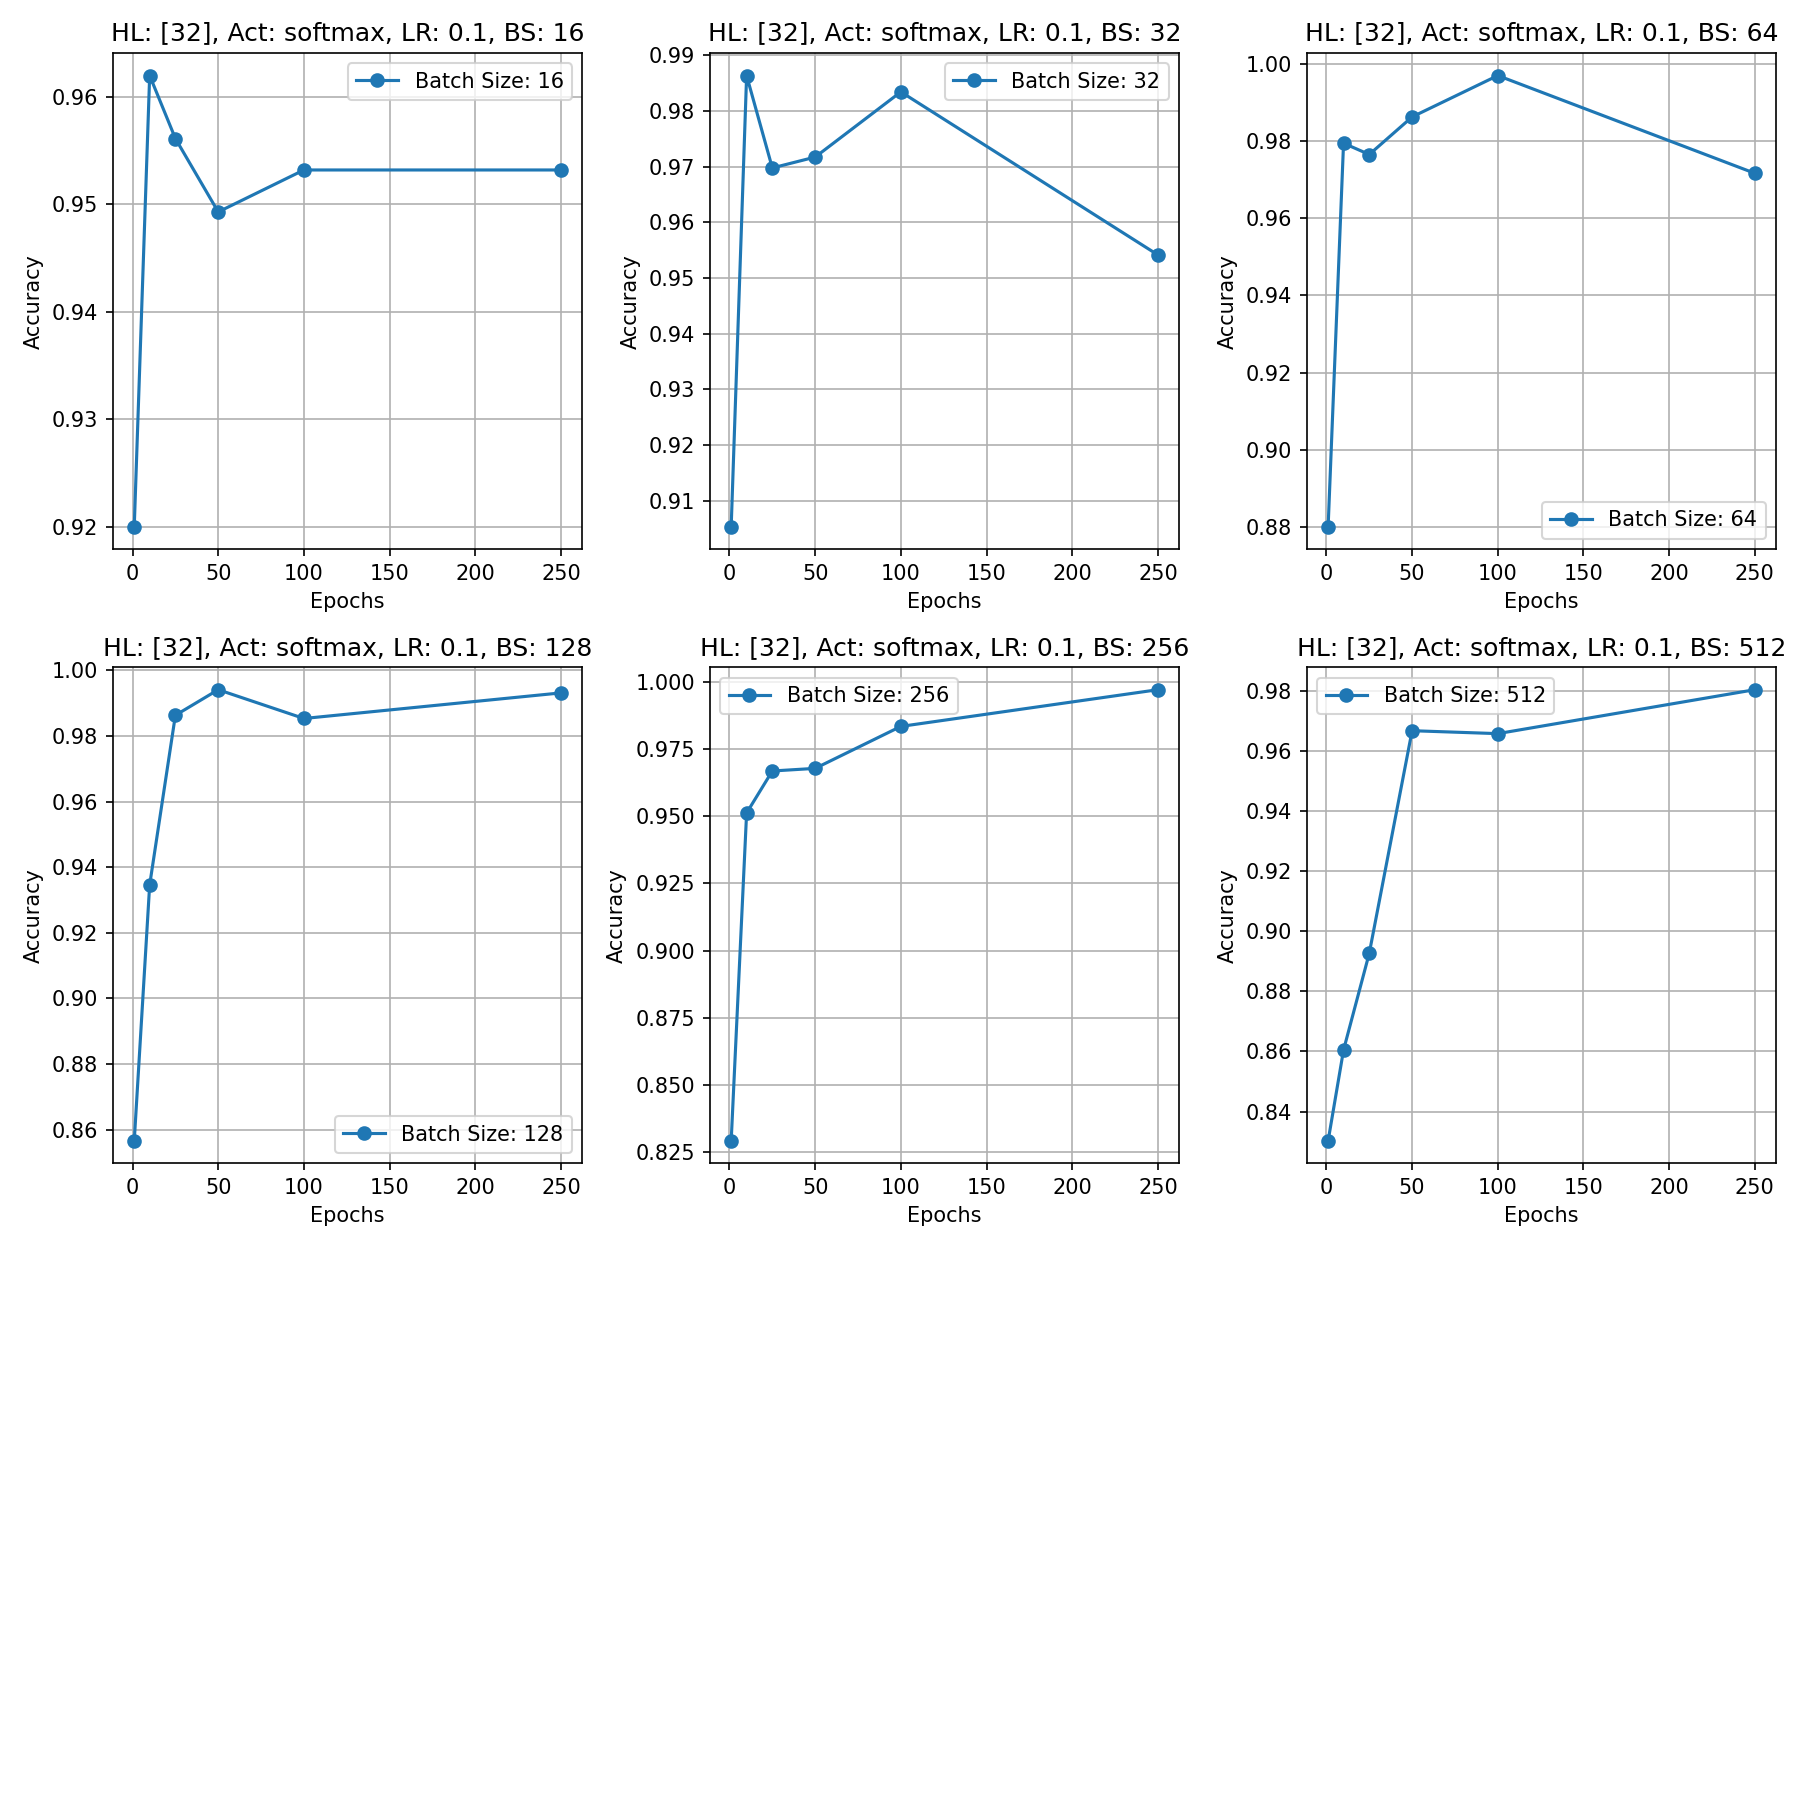 HL: [32], Act: softmax, LR: 0.1, BS: 16
Batch Size: 16
Accuracy
0.96
0.95
0.94
0.93
0.92
0 50 100 150 200 250
Epochs
HL: [32], Act: softmax, LR: 0.1, BS: 32
Batch Size: 32
Accuracy
0.99
0.98
0.97
0.96
0.95
0.94
0.93
0.92
0.91
0 50 100 150 200 250
Epochs
HL: [32], Act: softmax, LR: 0.1, BS: 64
Accuracy
1.00
0.98
0.96
0.94
0.92
0.90
0.88
Batch Size: 64
0 50 100 150 200 250
Epochs
HL: [32], Act: softmax, LR: 0.1, BS: 128
Accuracy
1.00
0.98
0.96
0.94
0.92
0.90
0.88
0.86
Batch Size: 128
0 50 100 150 200 250
Epochs
HL: [32], Act: softmax, LR: 0.1, BS: 256
Batch Size: 256
Accuracy
1.000
0.975
0.950
0.925
0.900
0.875
0.850
0.825
0 50 100 150 200 250
Epochs
HL: [32], Act: softmax, LR: 0.1, BS: 512
Batch Size: 512
Accuracy
0.98
0.96
0.94
0.92
0.90
0.88
0.86
0.84
0 50 100 150 200 250
Epochs